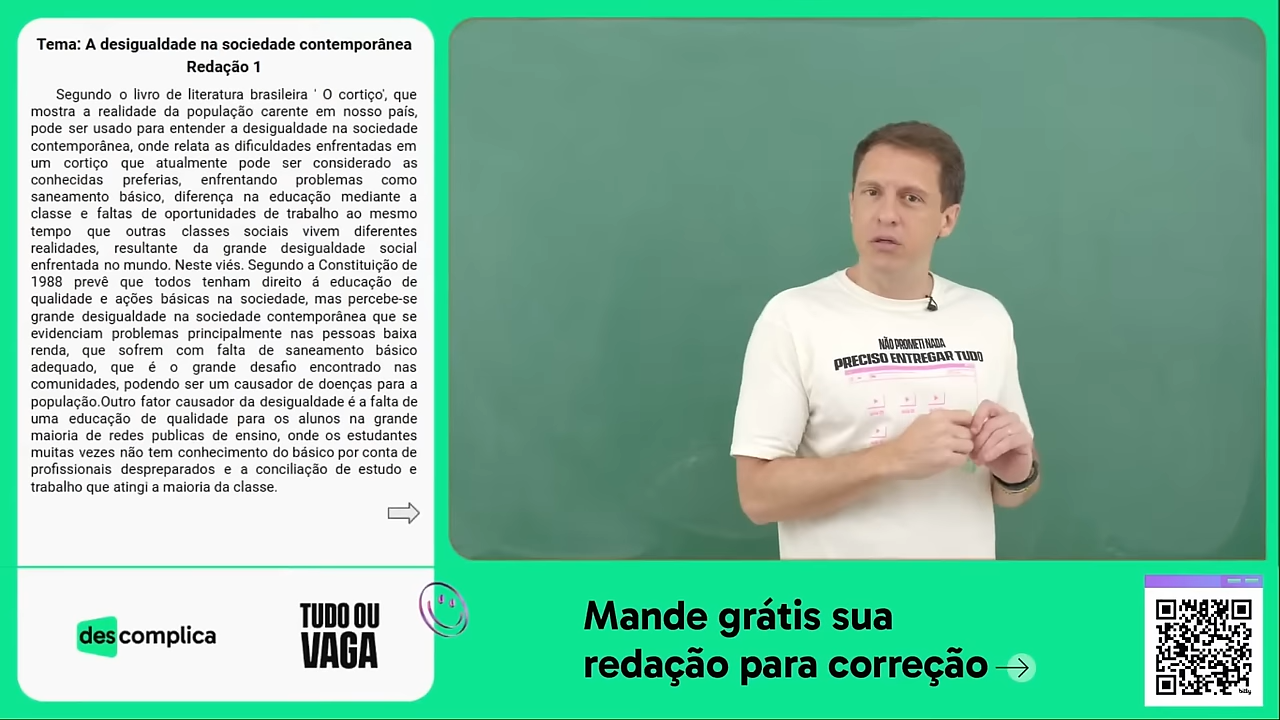 Tema: A desigualdade na sociedade contemporânea
Redação 1
Segundo o livro de literatura brasileira ' O cortiço', que
mostra a realidade da população carente em nosso país,
pode ser usado para entender a desigualdade na sociedade
contemporânea, onde relata as dificuldades enfrentadas em
um cortiço que atualmente pode ser considerado as
conhecidas preferias, enfrentando problemas como
saneamento básico, diferença na educação mediante a
classe e faltas de oportunidades de trabalho ao mesmo
tempo que outras classes sociais vivem diferentes
realidades, resultante da grande desigualdade social
enfrentada no mundo. Neste viés. Segundo a Constituição de
1988 prevê que todos tenham direito á educação de
qualidade e ações básicas na sociedade, mas percebe-se
grande desigualdade na sociedade contemporânea que se
evidenciam problemas principalmente nas pessoas baixa
renda, que sofrem com falta de saneamento básico
adequado, que é o grande desafio encontrado nas
comunidades, podendo ser um causador de doenças para a
população.Outro fator causador da desigualdade é a falta de
uma educação de qualidade para os alunos na grande
maioria de redes publicas de ensino, onde os estudantes
muitas vezes não tem conhecimento do básico por conta de
profissionais despreparados e a conciliação de estudo e
trabalho que atingi a maioria da classe.
NÃO PROMETI NADA
PRECISO ENTREGAR TUDO
descomplica
TUDO OU
VAGA
Mande grátis sua
redação para correção
bitly